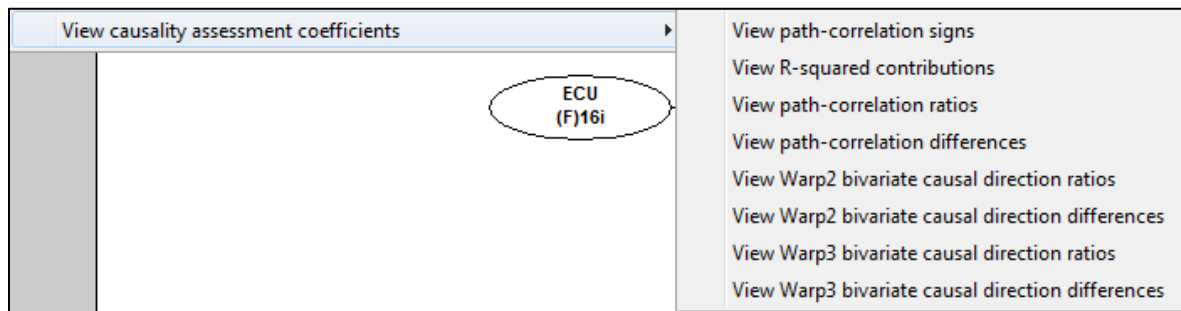 View causality assessment coefficients
View path-correlation signs
View R-squared contributions
View path-correlation ratios
View path-correlation differences
View Warp2 bivariate causal direction ratios
View Warp2 bivariate causal direction differences
View Warp3 bivariate causal direction ratios
View Warp3 bivariate causal direction differences
ECU
(F)16i